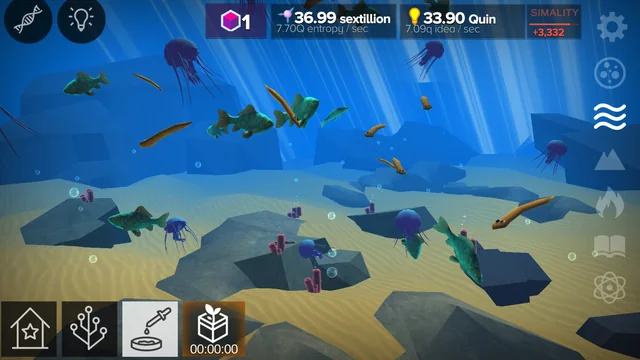 1
36.99 sextillion
7.70Q entropy / sec
33.90 Quin
7.09q idea / sec
SIMALITY
+3,332
00:00:00